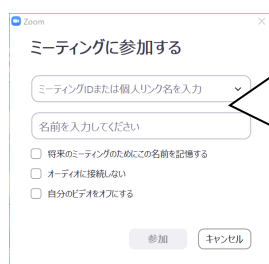 Zoom
ミーティングに参加する
ミーティングIDまたは個人リンク名を入力
名前を入力してください
将来のミーティングのためにこの名前を記憶する
オーディオに接続しない
自分のビデオをオフにする
参加 キャンセル